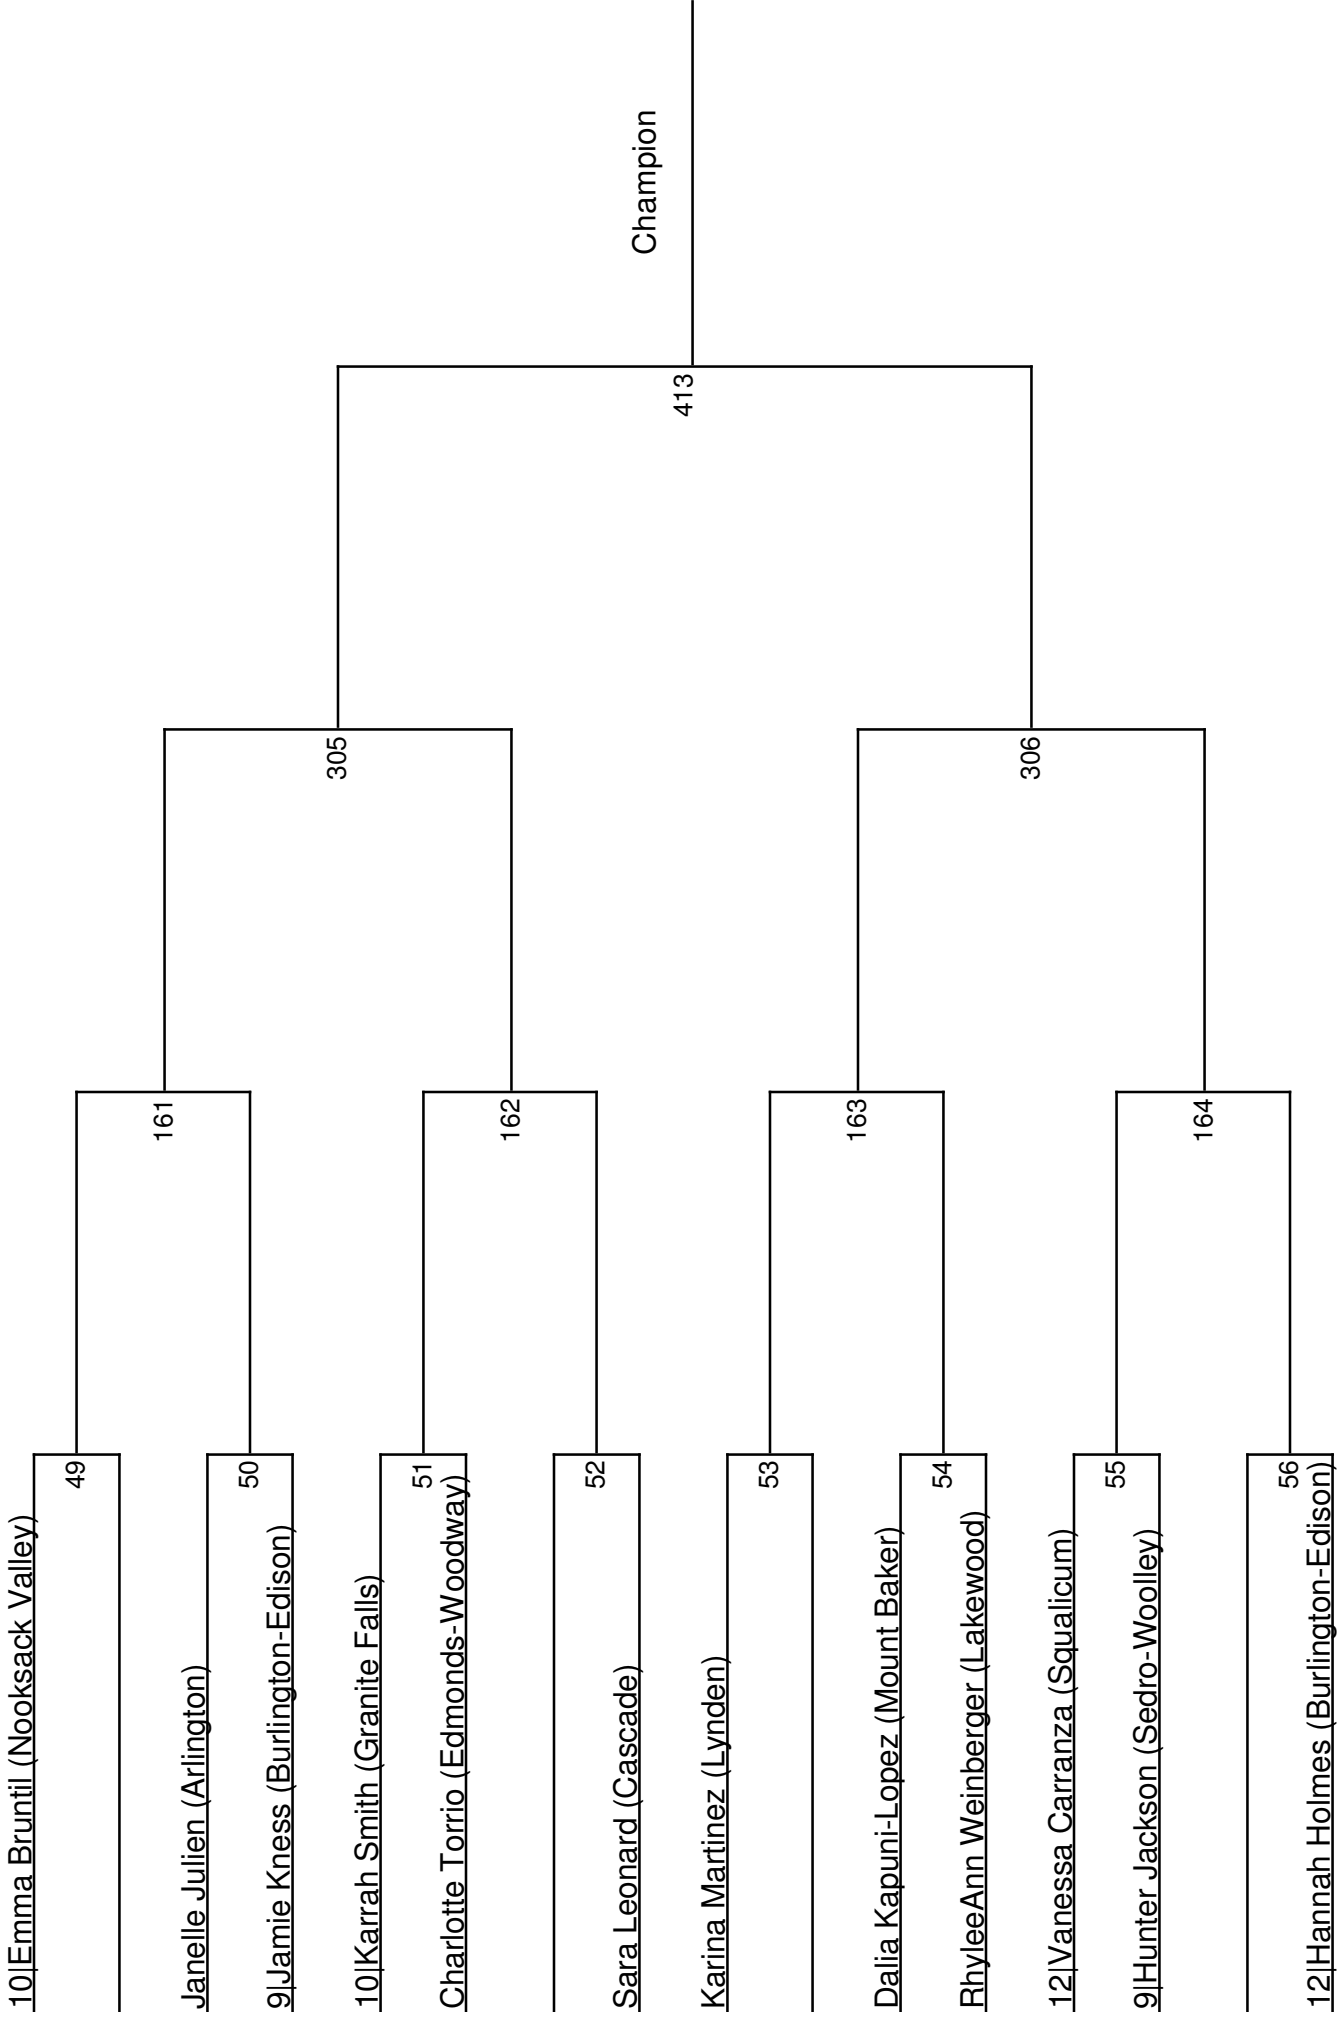 10|Emma Bruntil (Nooksack Valley)
49
Janelle Julien (Arlington)
50
9|Jamie Kness (Burlington-Edison)
161
10|Karrah Smith (Granite Falls)
51
Charlotte Torrio (Edmonds-Woodway)
162
52
Sara Leonard (Cascade)
305
Karina Martinez (Lynden)
53
Dalia Kapuni-Lopez (Mount Baker)
54
RhyleeAnn Weinberger (Lakewood)
163
12|Vanessa Carranza (Squalicum)
55
9|Hunter Jackson (Sedro-Woolley)
164
56
12|Hannah Holmes (Burlington-Edison)
306
413
Champion